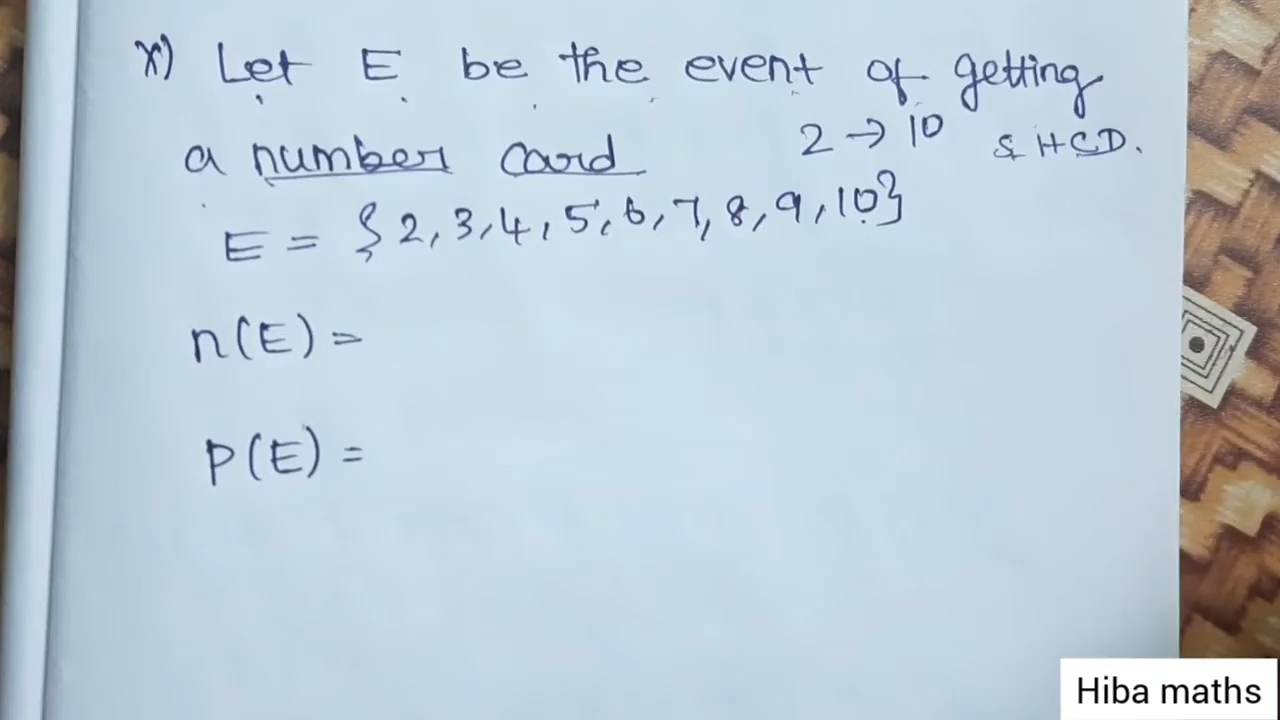 x) Let E be the event of getting
a number card 2 → 10 S H C D.
E = {2, 3, 4, 5, 6, 7, 8, 9, 10}
n(E) =
P(E) =
Hiba maths